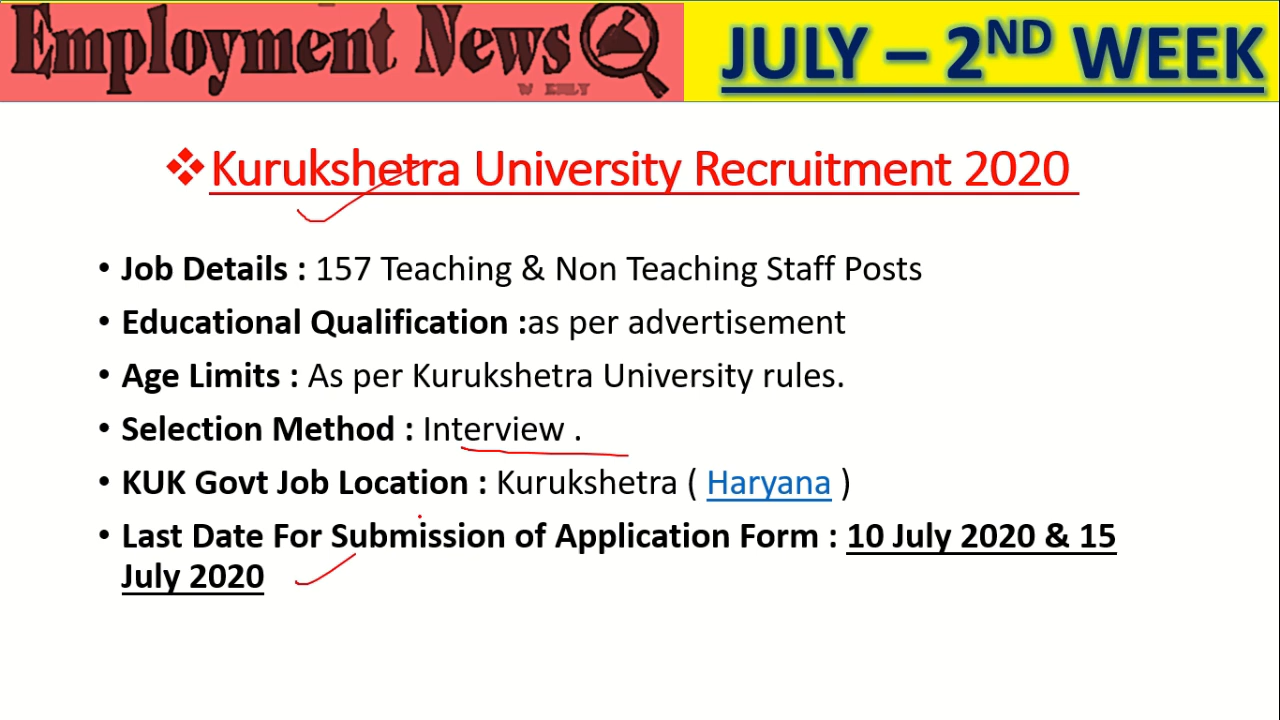 Employment News
JULY – 2ND WEEK
❖Kurukshetra University Recruitment 2020
• Job Details : 157 Teaching & Non Teaching Staff Posts
• Educational Qualification :as per advertisement
• Age Limits : As per Kurukshetra University rules.
• Selection Method : Interview .
• KUK Govt Job Location : Kurukshetra ( Haryana )
• Last Date For Submission of Application Form : 10 July 2020 & 15
July 2020